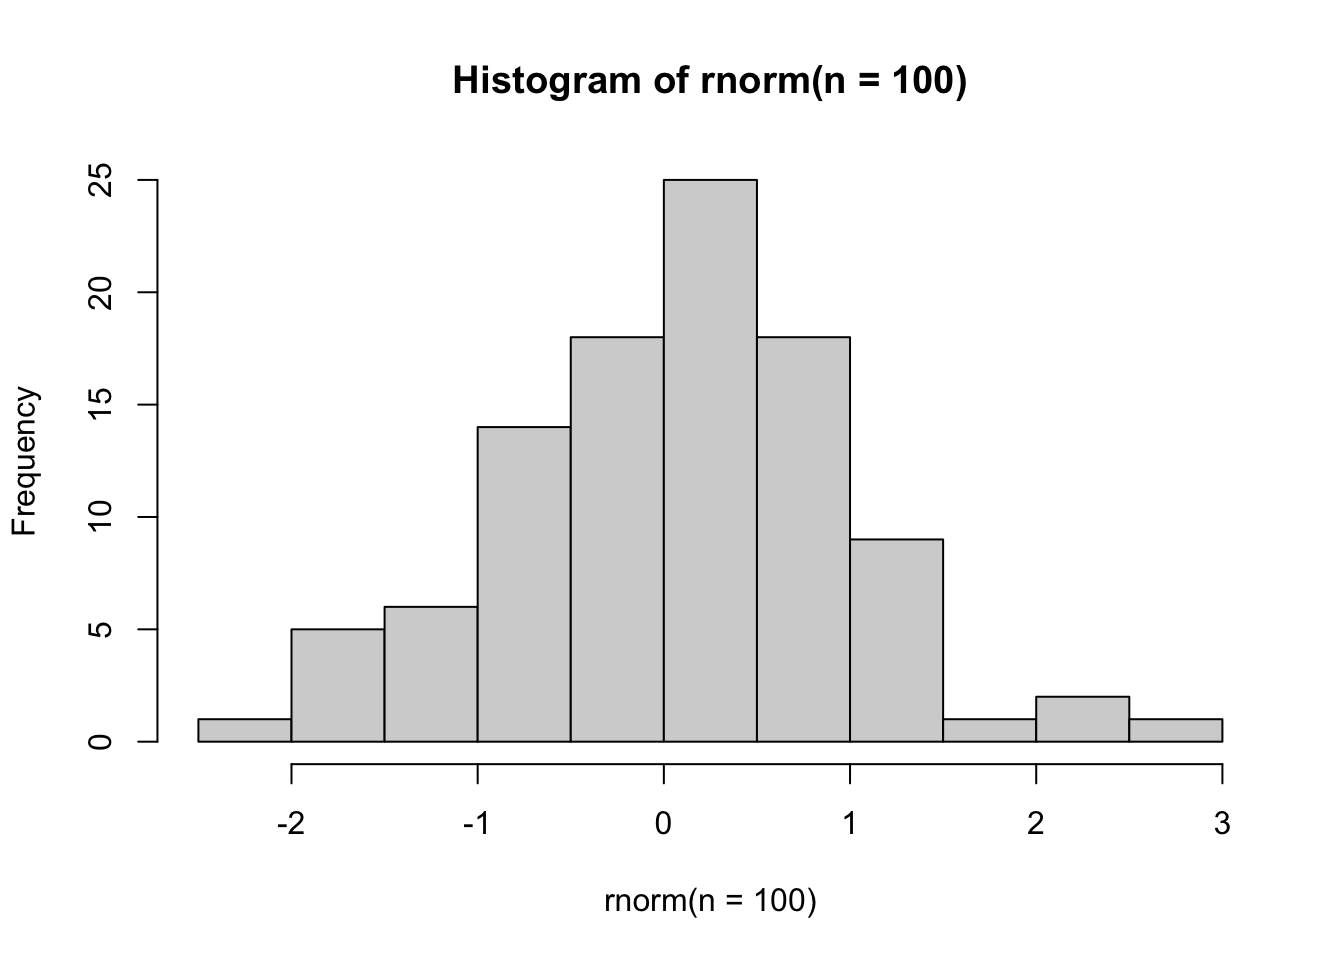 Histogram of rnorm(n = 100)
25
20
15
10
5
0
Frequency
-2 -1 0 1 2 3
rnorm(n = 100)